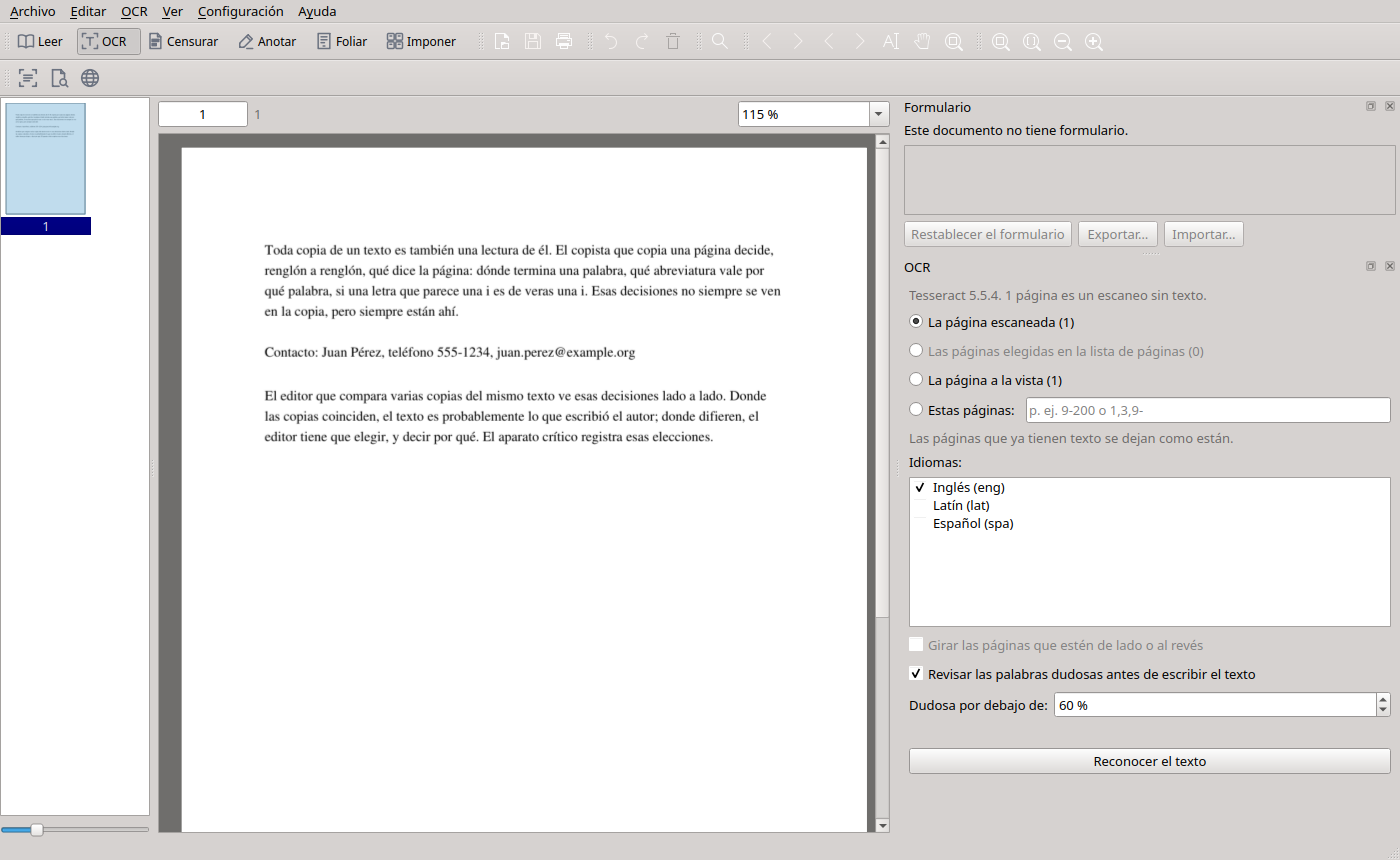 Archivo Editar OCR Ver Configuración Ayuda
Leer OCR Censurar Anotar Foliar Imponer
1 1 115 %
1
Toda copia de un texto es también una lectura de él. El copista que copia una página decide,
renglón a renglón, qué dice la página: dónde termina una palabra, qué abreviatura vale por
qué palabra, si una letra que parece una i es de veras una i. Esas decisiones no siempre se ven
en la copia, pero siempre están ahí.
Contacto: Juan Pérez, teléfono 555-1234, juan.perez@example.org
El editor que compara varias copias del mismo texto ve esas decisiones lado a lado. Donde
las copias coinciden, el texto es probablemente lo que escribió el autor; donde difieren, el
editor tiene que elegir, y decir por qué. El aparato crítico registra esas elecciones.
Formulario
Este documento no tiene formulario.
Restablecer el formulario Exportar... Importar...
OCR
Tesseract 5.5.4. 1 página es un escaneo sin texto.
La página escaneada (1)
Las páginas elegidas en la lista de páginas (0)
La página a la vista (1)
Estas páginas: p. ej. 9-200 o 1,3,9-
Las páginas que ya tienen texto se dejan como están.
Idiomas:
Inglés (eng)
Latín (lat)
Español (spa)
Girar las páginas que estén de lado o al revés
Revisar las palabras dudosas antes de escribir el texto
Dudosa por debajo de: 60 %
Reconocer el texto